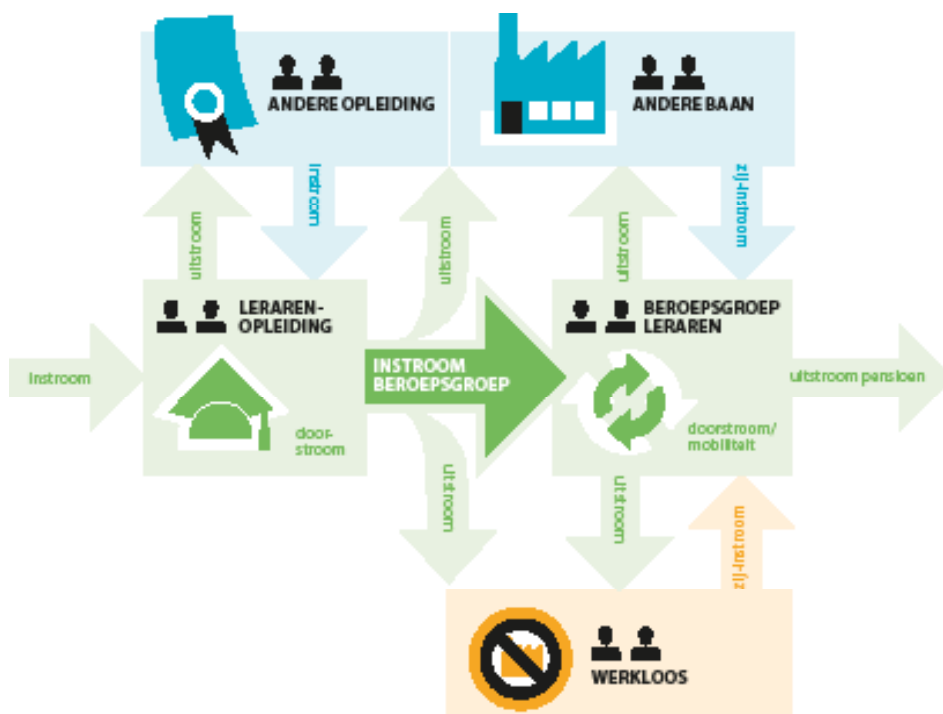 ANDERE OPLEIDING
ANDERE BAAN
uitstroom
instroom
uitstroom
uitstroom
zij-instroom
LERAREN-
OPLEIDING
BEROEPSGROEP
LERAREN
instroom
INSTROOM
BEROEPSGROEP
uitstroom pensioen
door-
stroom
doorstroom/
mobiliteit
uitstroom
uitstroom
zij-instroom
WERKLOOS